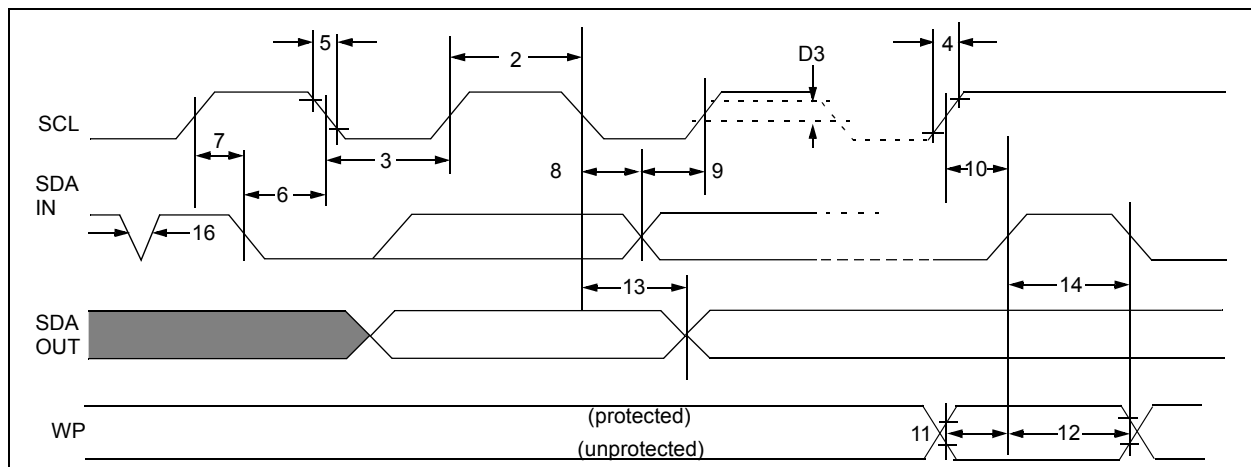 5
2
D3
4
SCL
7
3
8
9
10
SDA
IN
6
16
13
14
SDA
OUT
WP
(protected)
(unprotected)
11
12